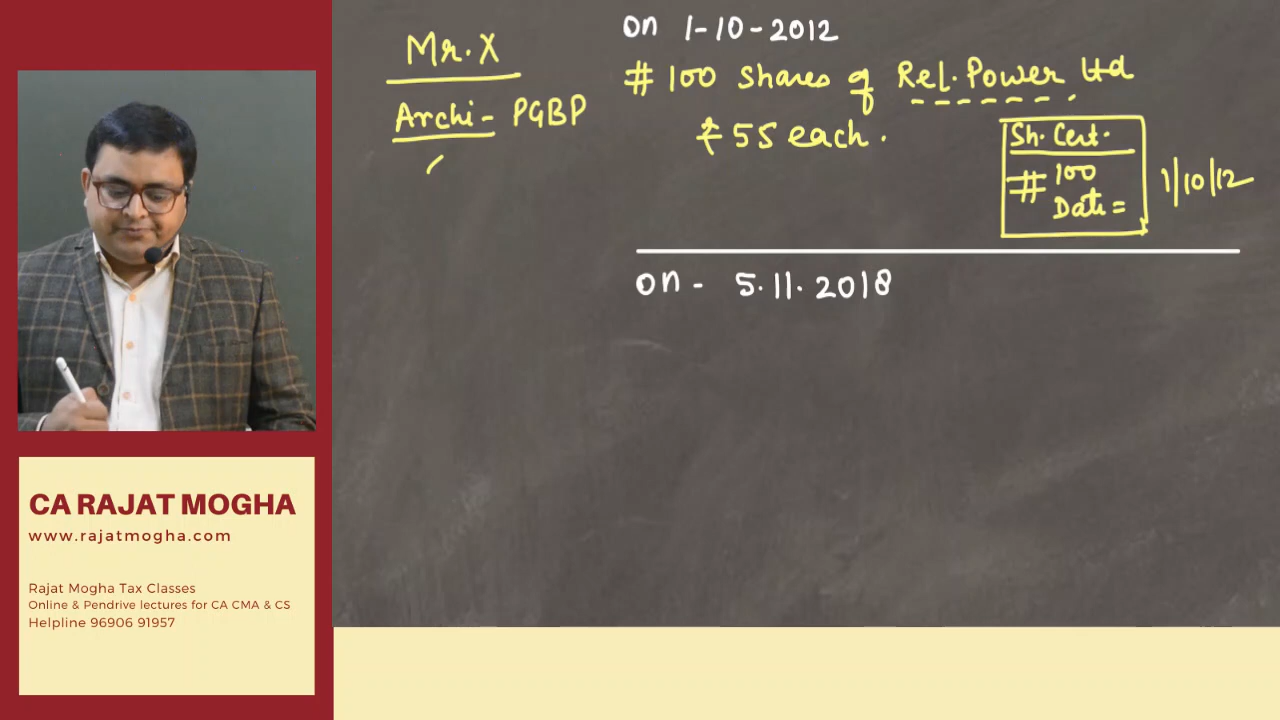 Mr. X
Archi- PGBP
on 1-10-2012
# 100 Shares of Rel. Power Ltd
₹ 55 each.
Sh. Cert.
# 100
Date =
1/10/12
on - 5.11.2018
CA RAJAT MOGHA
www.rajatmogha.com
Rajat Mogha Tax Classes
Online & Pendrive lectures for CA CMA & CS
Helpline 96906 91957